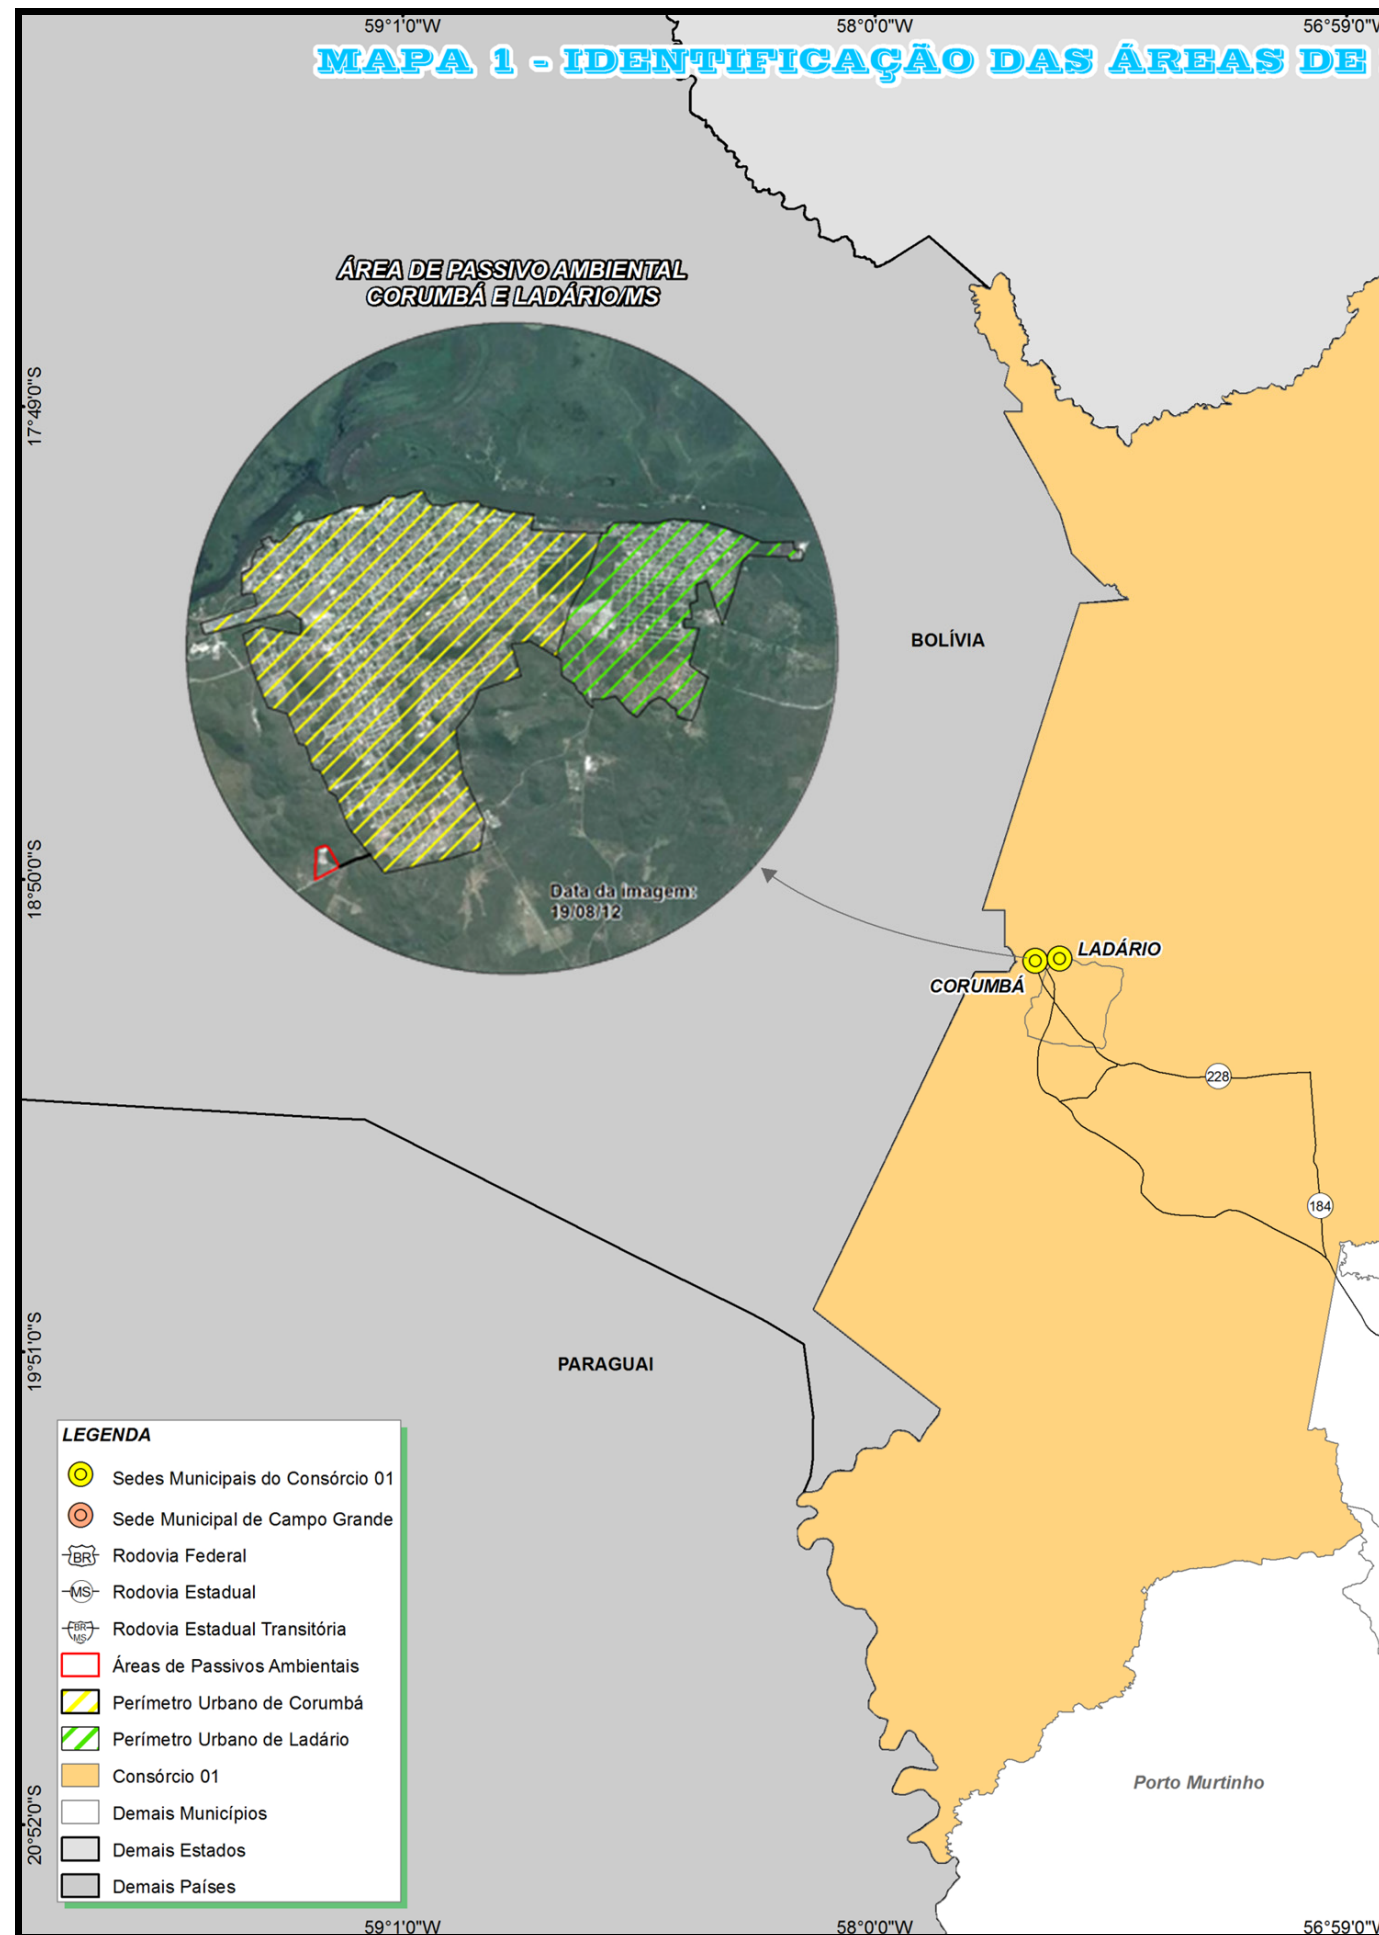 59°1'0"W
58°0'0"W
56°59'0"W
MAPA 1 - IDENTIFICAÇÃO DAS ÁREAS DE
ÁREA DE PASSIVO AMBIENTAL
CORUMBÁ E LADÁRIO/MS
17°49'0"S
BOLÍVIA
18°50'0"S
Data da imagem:
19/08/12
LADÁRIO
CORUMBÁ
228
184
19°51'0"S
PARAGUAI
LEGENDA
Sedes Municipais do Consórcio 01
Sede Municipal de Campo Grande
BR Rodovia Federal
MS Rodovia Estadual
BR MS Rodovia Estadual Transitória
Áreas de Passivos Ambientais
Perímetro Urbano de Corumbá
Perímetro Urbano de Ladário
Consórcio 01
Demais Municípios
Demais Estados
Demais Países
Porto Murtinho
20°52'0"S
59°1'0"W
58°0'0"W
56°59'0"W